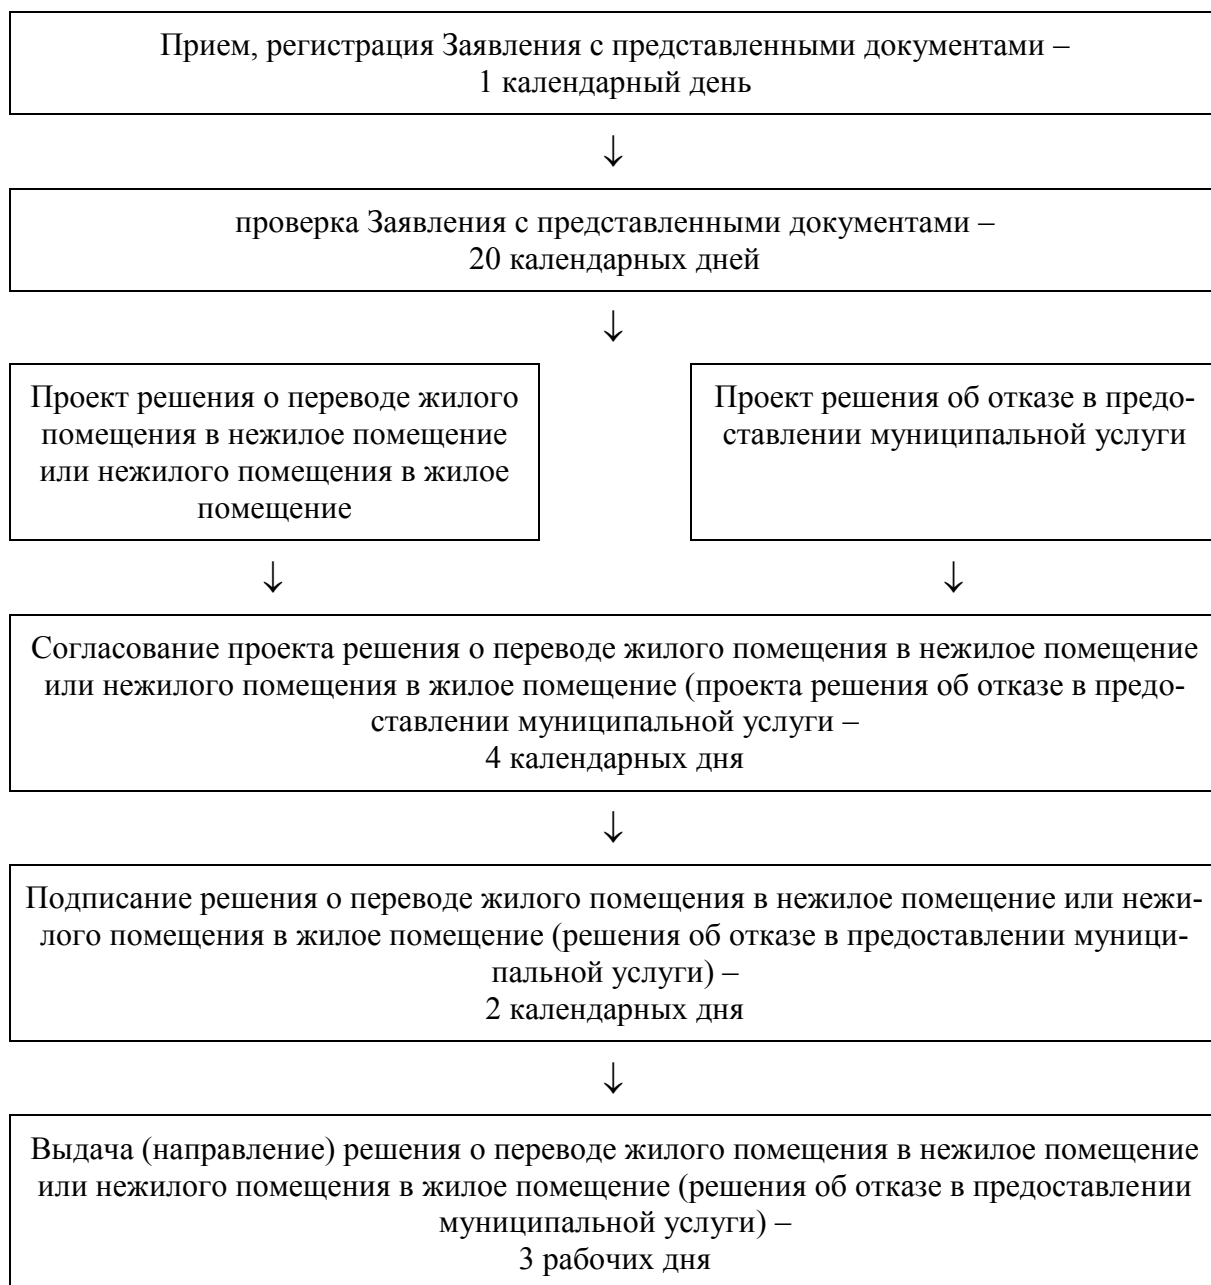 Прием, регистрация Заявления с представленными документами –
1 календарный день
↓
проверка Заявления с представленными документами –
20 календарных дней
↓
Проект решения о переводе жилого
помещения в нежилое помещение
или нежилого помещения в жилое
помещение
Проект решения об отказе в предо-
ставлении муниципальной услуги
↓
↓
Согласование проекта решения о переводе жилого помещения в нежилое помещение
или нежилого помещения в жилое помещение (проекта решения об отказе в предо-
ставлении муниципальной услуги –
4 календарных дня
↓
Подписание решения о переводе жилого помещения в нежилое помещение или нежи-
лого помещения в жилое помещение (решения об отказе в предоставлении муници-
пальной услуги) –
2 календарных дня
↓
Выдача (направление) решения о переводе жилого помещения в нежилое помещение
или нежилого помещения в жилое помещение (решения об отказе в предоставлении
муниципальной услуги) –
3 рабочих дня